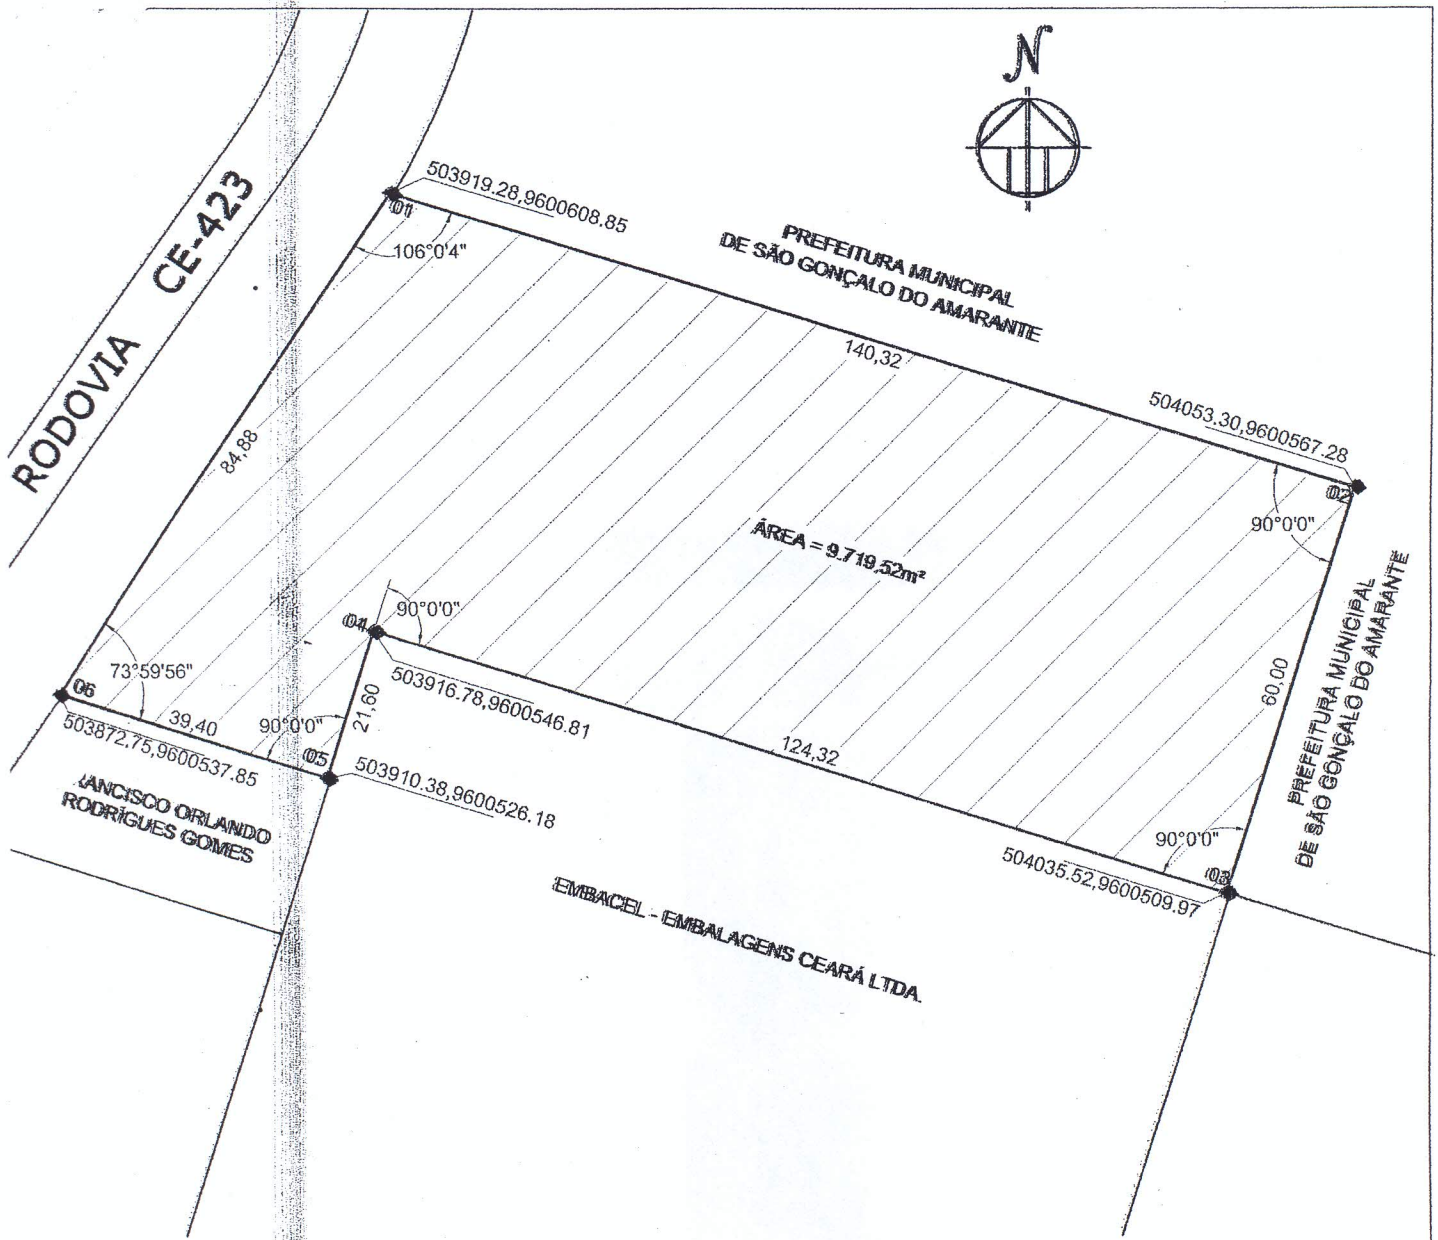 N
RODOVIA CE-423
503919.28,9600608.85
01
106°0'4"
PREFEITURA MUNICIPAL
DE SÃO GONÇALO DO AMARANTE
140,32
504053,30,9600567.28
02
90°0'0"
84,88
ÁREA = 9.719,52m²
PREFEITURA MUNICIPAL
DE SÃO GONÇALO DO AMARANTE
60,00
04
90°0'0"
503916.78,9600546.81
21,60
73°59'56"
06
39,40
90°0'0"
05
503872.75,9600537.85
503910.38,9600526.18
124,32
90°0'0"
03
504035.52,9600509.97
ORLANDO
RODRIGUES GOMES
EMBACEL - EMBALAGENS CEARÁ LTDA.